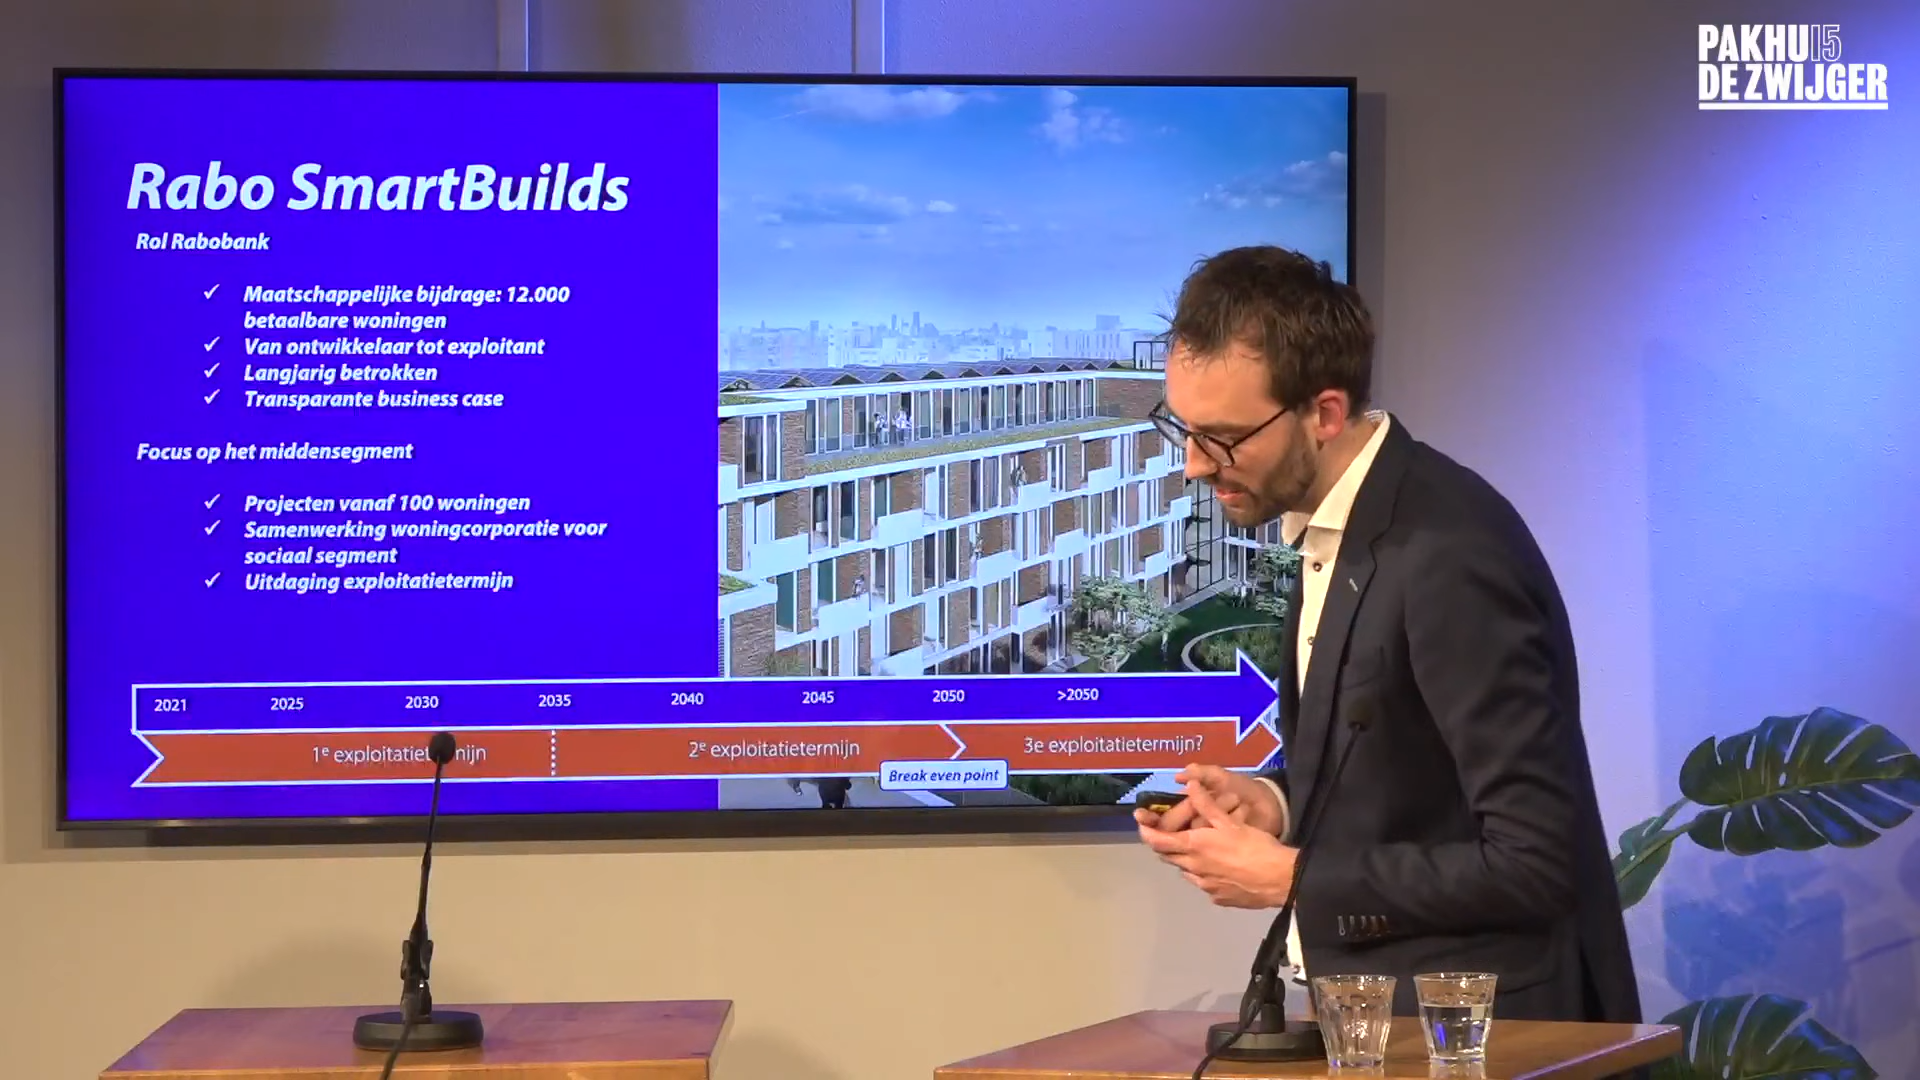 PAKHU15
DE ZWIJGER
Rabo SmartBuilds
Rol Rabobank
✓ Maatschappelijke bijdrage: 12.000
betaalbare woningen
✓ Van ontwikkelaar tot exploitant
✓ Langjarig betrokken
✓ Transparante business case
Focus op het middensegment
✓ Projecten vanaf 100 woningen
✓ Samenwerking woningcorporatie voor
sociaal segment
✓ Uitdaging exploitatietermijn
2021 2025 2030 2035 2040 2045 2050 >2050
1e 2e exploitatietermijn 3e exploitatietermijn?
Break even point